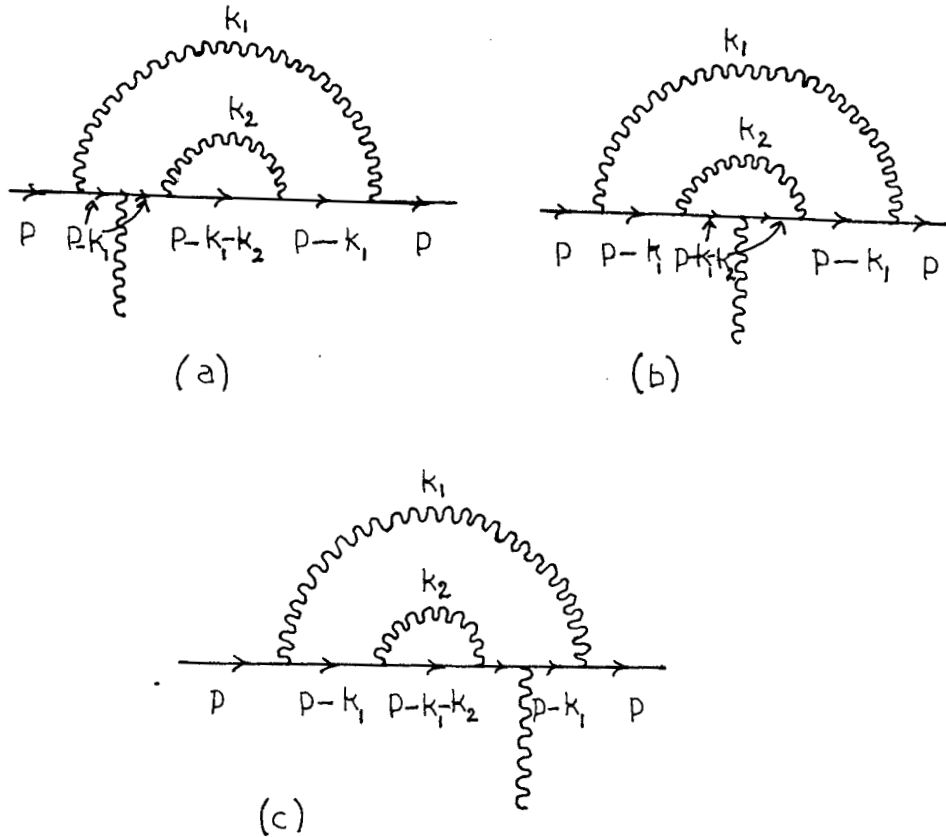 k₁
k₂
p p-k₁ p-k₁-k₂ p-k₁ p
(a)
k₁
k₂
p p-k₁ p-k₁-k₂ p-k₁ p
(b)
k₁
k₂
p p-k₁ p-k₁-k₂ p-k₁ p
(c)